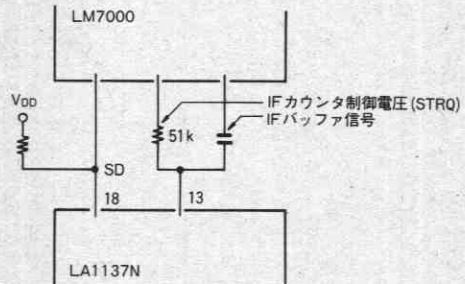 LM7000
VDD
IFカウンタ制御電圧(STRQ)
IFバッファ信号
51k
SD
18
13
LA1137N